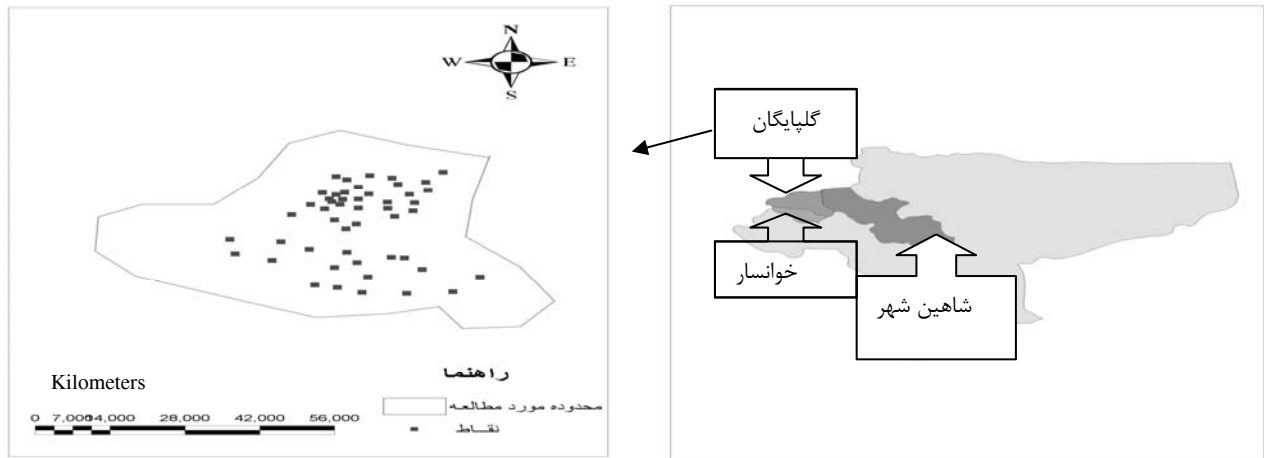 N
W E
S
Kilometers
0 7,000 14,000 28,000 42,000 56,000
راهنما
محدوده مورد مطالعه
نقاط
گلپایگان
خوانسار
شاهین شهر